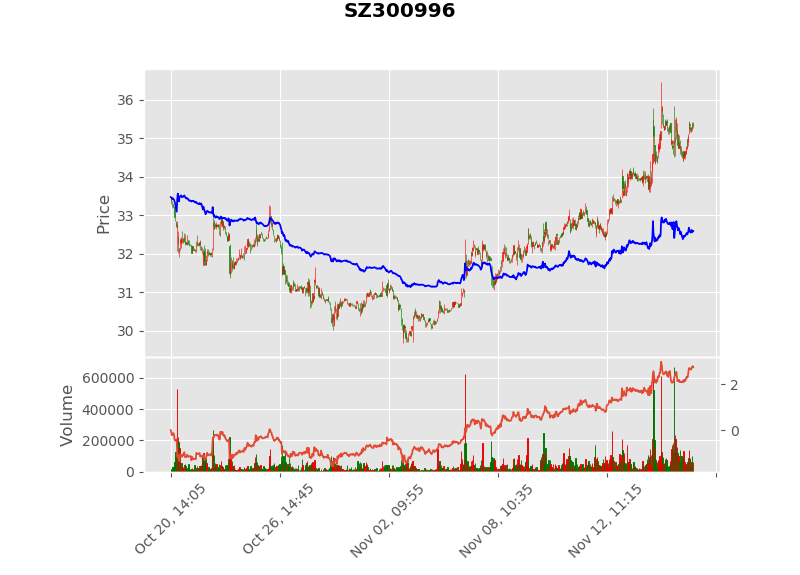 SZ300996
Price
36
35
34
33
32
31
30
Volume
600000
400000
200000
0
2
0
Oct 20, 14:05
Oct 26, 14:45
Nov 02, 09:55
Nov 08, 10:35
Nov 12, 11:15